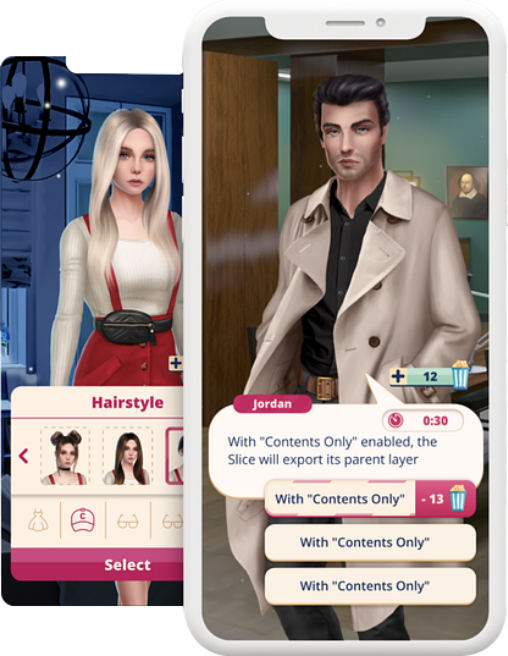 Hairstyle
C
Select
+
+ 12
Jordan
0:30
With "Contents Only" enabled, the
Slice will export its parent layer
With "Contents Only" - 13
With "Contents Only"
With "Contents Only"